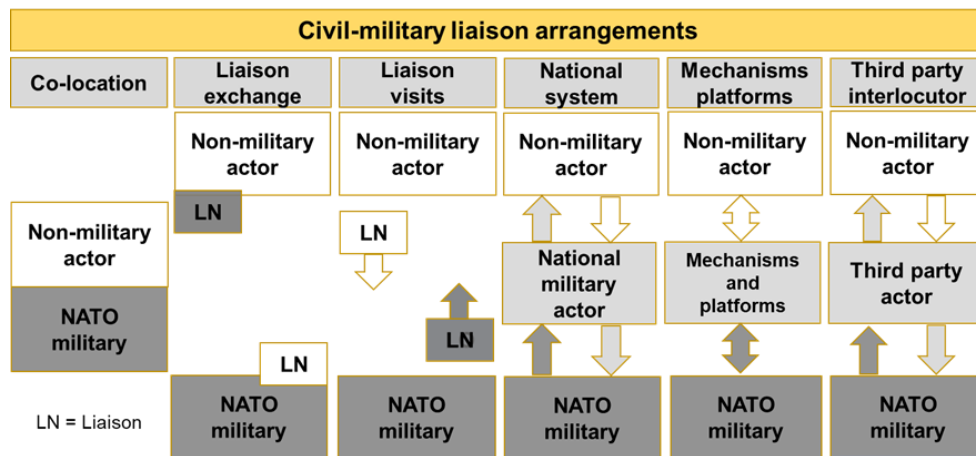 Civil-military liaison arrangements
Co-location
Liaison
exchange
Liaison
visits
National
system
Mechanisms
platforms
Third party
interlocutor
Non-military
actor
NATO
military
LN = Liaison
Non-military
actor
LN
LN
NATO
military
Non-military
actor
LN
LN
NATO
military
Non-military
actor
National
military
actor
NATO
military
Non-military
actor
Mechanisms
and
platforms
NATO
military
Non-military
actor
Third party
actor
NATO
military